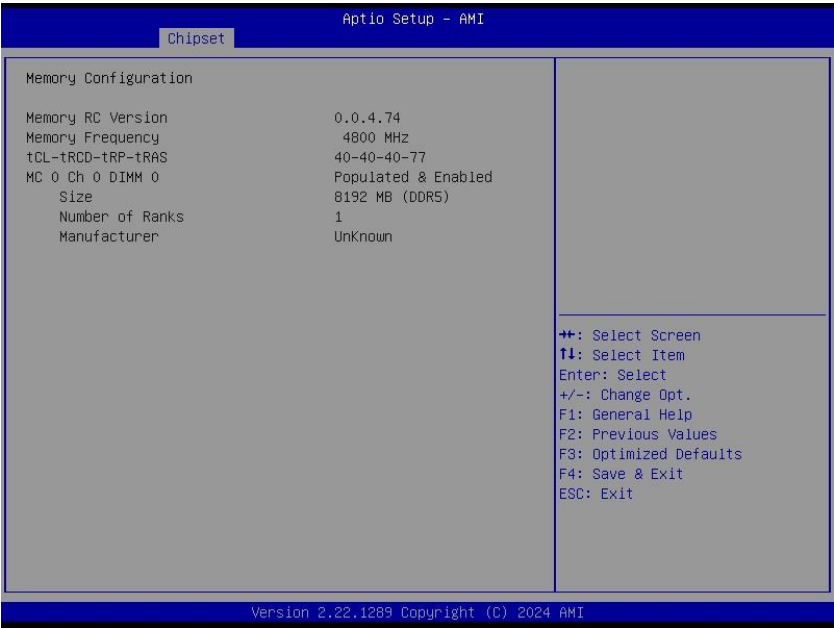 Aptio Setup - AMI
Chipset
Memory Configuration
Memory RC Version 0.0.4.74
Memory Frequency 4800 MHz
tCL-tRCD-tRP-tRAS 40-40-40-77
MC 0 Ch 0 DIMM 0 Populated & Enabled
Size 8192 MB (DDR5)
Number of Ranks 1
Manufacturer UnKnown
→←: Select Screen
↑↓: Select Item
Enter: Select
+/-: Change Opt.
F1: General Help
F2: Previous Values
F3: Optimized Defaults
F4: Save & Exit
ESC: Exit
Version 2.22.1289 Copyright (C) 2024 AMI